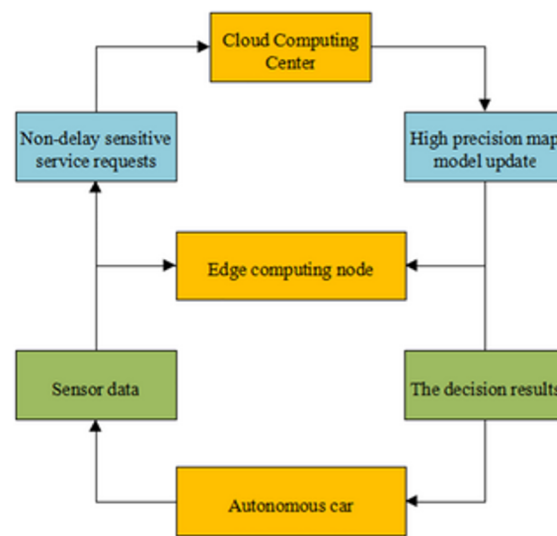 Cloud Computing
Center
Non-delay sensitive
service requests
High precision map
model update
Edge computing node
Sensor data
The decision results
Autonomous car